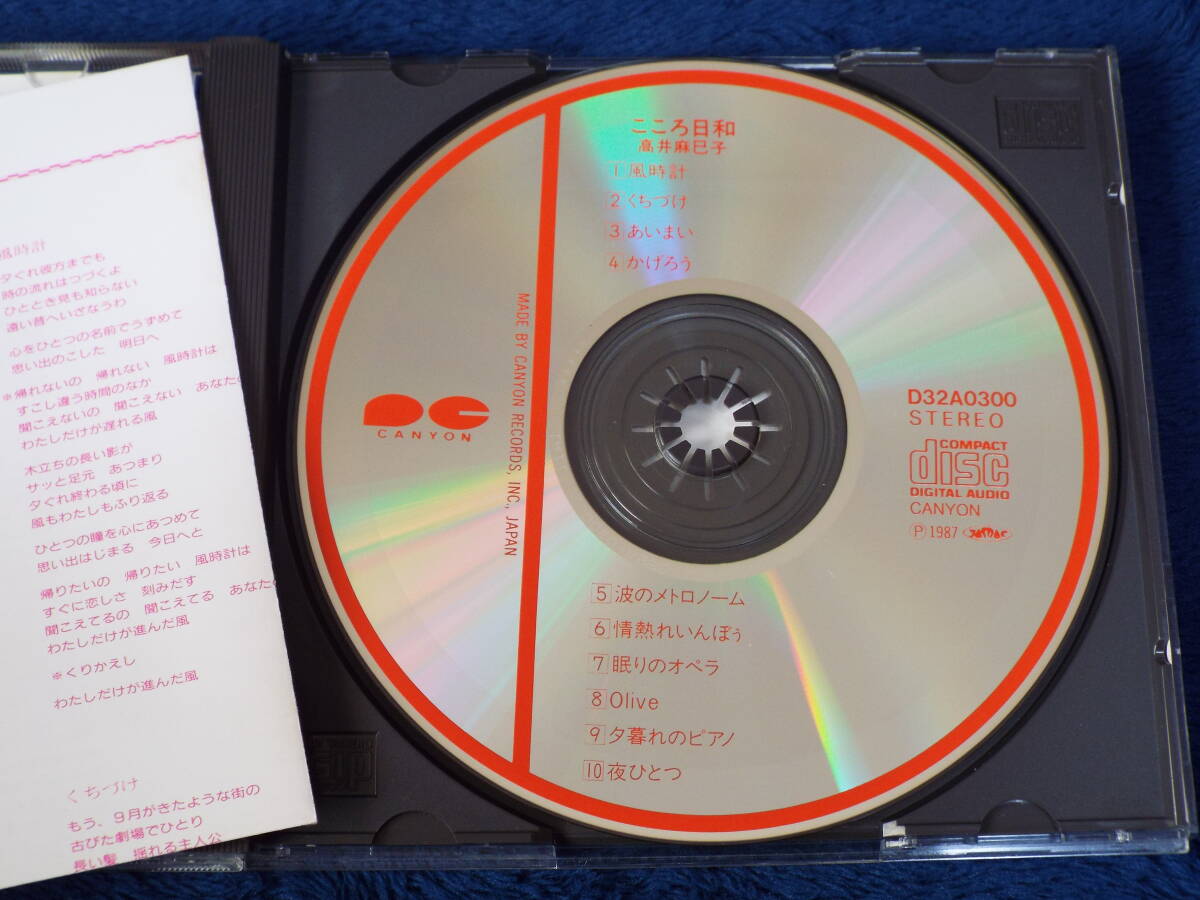 風時計
夕ぐれ彼方までも
時の流れはつづくよ
ひととき見も知らない
遠い昔へいざなうわ
心をひとつの名前でうずめて
思い出のこした 明日へ
※帰れないの 帰れない 風時計は
すこし違う時間のなか
聞こえないの 聞こえない あなたの
わたしだけが遅れる風
木立ちの長い影が
サッと足元 あつまり
夕ぐれ終わる頃に
風もわたしもふり返る
ひとつの瞳を心にあつめて
思い出はじまる 今日へと
帰りたいの 帰りたい 風時計は
すぐに恋しさ 刻みだす
聞こえてるの 聞こえてる あなたの
わたしだけが進んだ風
※くりかえし
わたしだけが進んだ風
くちづけ
もう、9月がきたような街の
古びた劇場でひとり
長い髪 揺れる主人公
こころ日和
高井麻巳子
1 風時計
2 くちづけ
3 あいまい
4 かげろう
MADE BY CANYON RECORDS, INC., JAPAN
PC
CANYON
D32A0300
STEREO
COMPACT
disc
DIGITAL AUDIO
CANYON
Ⓟ1987
5 波のメトロノーム
6 情熱れいんぼぅ
7 眠りのオペラ
8 Olive
9 夕暮れのピアノ
10 夜ひとつ